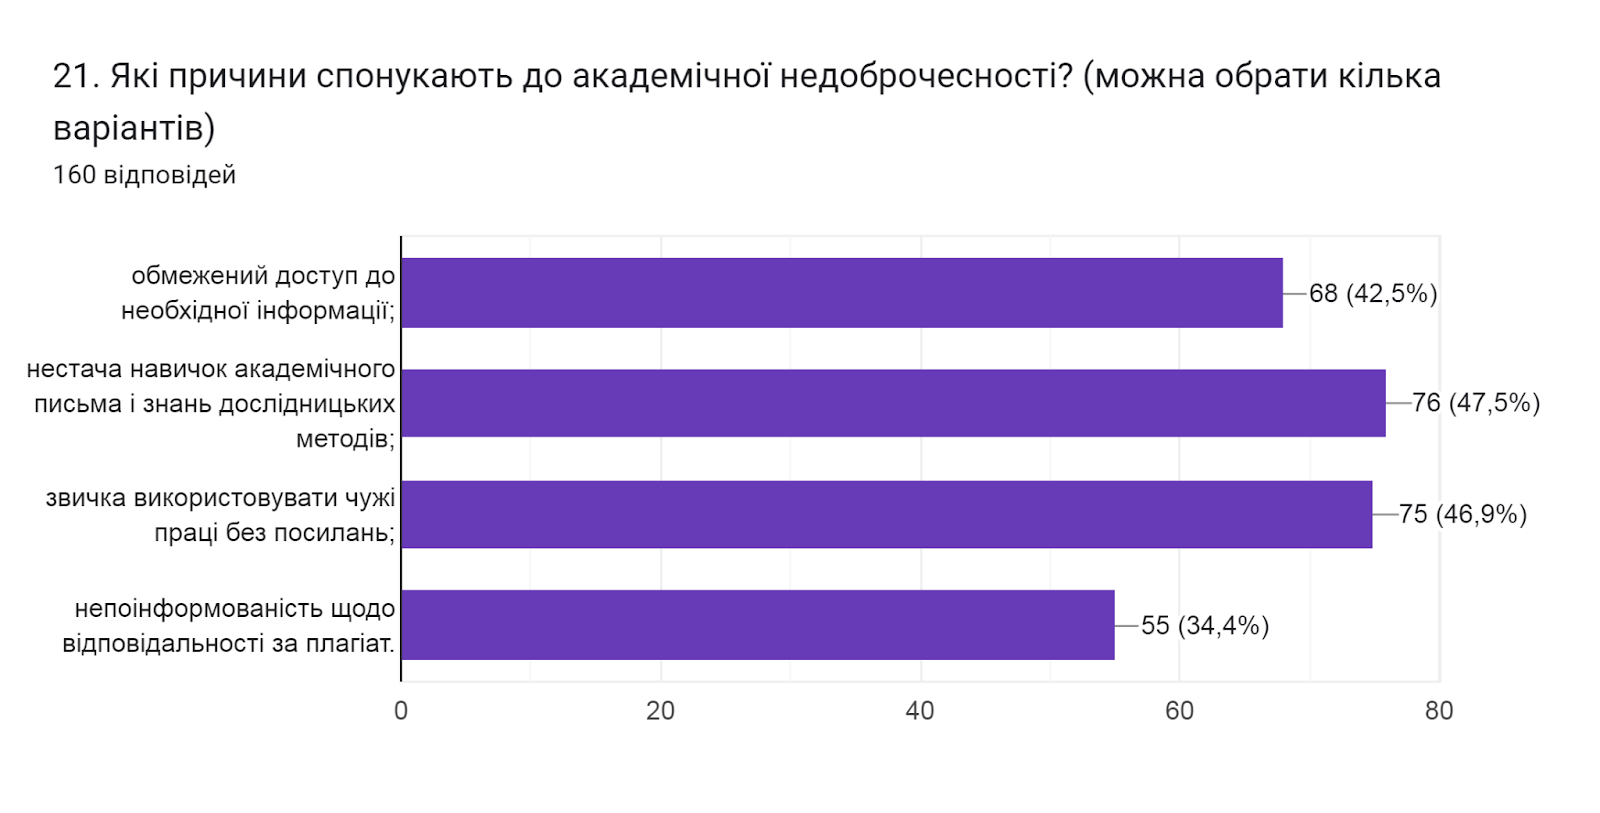 21. Які причини спонукають до академічної недоброчесності? (можна обрати кілька
варіантів)
160 відповідей
обмежений доступ до
необхідної інформації;
68 (42,5%)
нестача навичок академічного
письма і знань дослідницьких
методів;
76 (47,5%)
звичка використовувати чужі
праці без посилань;
75 (46,9%)
непоінформованість щодо
відповідальності за плагіат.
55 (34,4%)
0 20 40 60 80